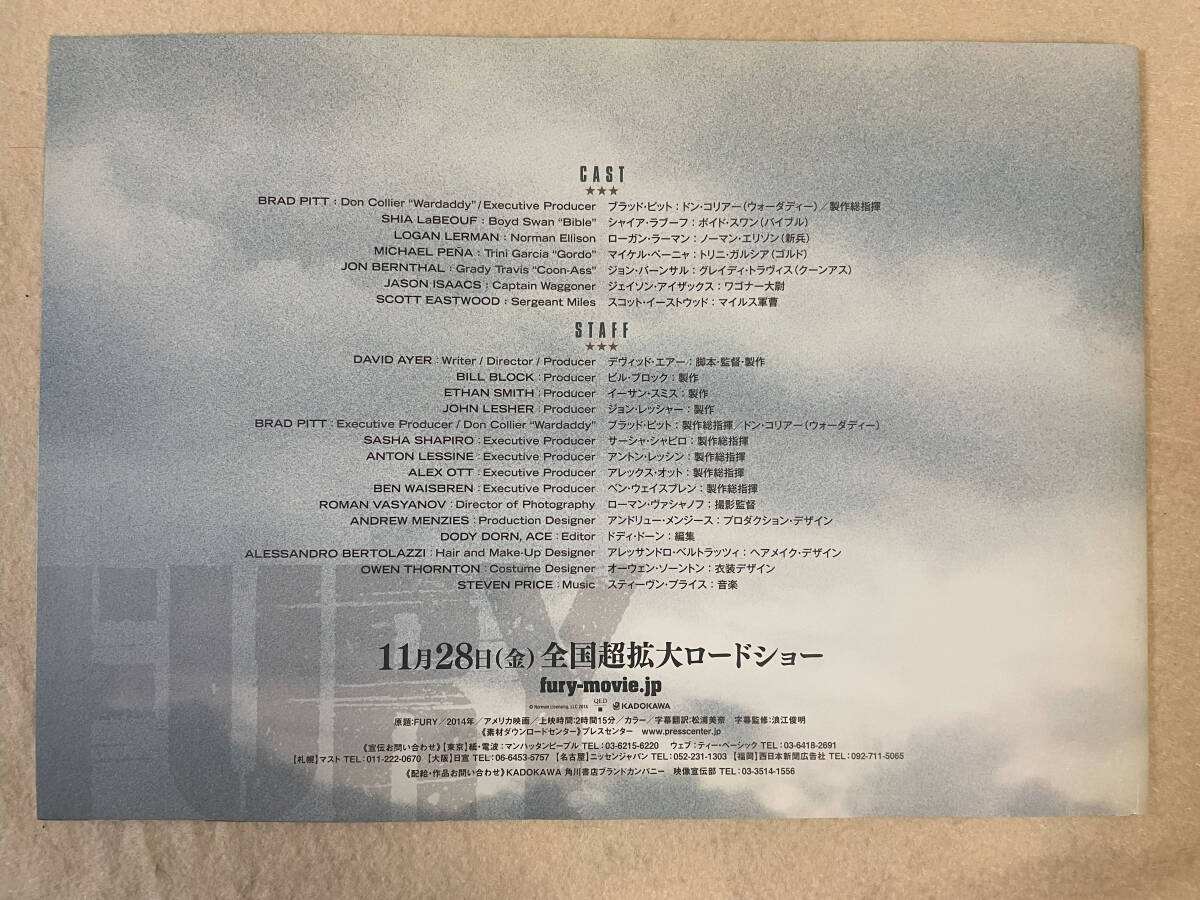 CAST
★★★
BRAD PITT : Don Collier “Wardaddy” / Executive Producer ブラッド・ピット：ドン・コリアー（ウォーダディー）／製作総指揮
SHIA LaBEOUF : Boyd Swan “Bible” シャイア・ラブーフ：ボイド・スワン（バイブル）
LOGAN LERMAN : Norman Ellison ローガン・ラーマン：ノーマン・エリソン（新兵）
MICHAEL PEÑA : Trini Garcia “Gordo” マイケル・ペーニャ：トリニ・ガルシア（ゴルド）
JON BERNTHAL : Grady Travis “Coon-Ass” ジョン・バーンサル：グレイディ・トラヴィス（クーンアス）
JASON ISAACS : Captain Waggoner ジェイソン・アイザックス：ワゴナー大尉
SCOTT EASTWOOD : Sergeant Miles スコット・イーストウッド：マイルス軍曹
STAFF
★★★
DAVID AYER : Writer / Director / Producer デヴィッド・エアー：脚本・監督・製作
BILL BLOCK : Producer ビル・ブロック：製作
ETHAN SMITH : Producer イーサン・スミス：製作
JOHN LESHER : Producer ジョン・レッシャー：製作
BRAD PITT : Executive Producer / Don Collier “Wardaddy” ブラッド・ピット：製作総指揮／ドン・コリアー（ウォーダディー）
SASHA SHAPIRO : Executive Producer サーシャ・シャピロ：製作総指揮
ANTON LESSINE : Executive Producer アントン・レッシン：製作総指揮
ALEX OTT : Executive Producer アレックス・オット：製作総指揮
BEN WAISBREN : Executive Producer ベン・ウェイスブレン：製作総指揮
ROMAN VASYANOV : Director of Photography ローマン・ヴァシャノフ：撮影監督
ANDREW MENZIES : Production Designer アンドリュー・メンジース：プロダクション・デザイン
DODY DORN, ACE : Editor ドディ・ドーン：編集
ALESSANDRO BERTOLAZZI : Hair and Make-Up Designer アレッサンドロ・ベルトラッツィ：ヘアメイク・デザイン
OWEN THORNTON : Costume Designer オーウェン・ソーントン：衣装デザイン
STEVEN PRICE : Music スティーヴン・プライス：音楽
FURY
11月28日（金）全国超拡大ロードショー
fury-movie.jp
© Norman Licensing, LLC 2014 QED KADOKAWA
原題：FURY／2014年／アメリカ映画／上映時間：2時間15分／カラー／字幕翻訳：松浦美奈 字幕監修：浪江俊明
《素材ダウンロードセンター》プレスセンター www.presscenter.jp
《宣伝お問い合わせ》【東京】紙・電波：マンハッタンピープル TEL：03-6215-6220 ウェブ：ティー・ベーシック TEL：03-6418-2691
【札幌】マスト TEL：011-222-0670 【大阪】日宣 TEL：06-6453-5757 【名古屋】ニッセンジャパン TEL：052-231-1303 【福岡】西日本新聞広告社 TEL：092-711-5065
《配給・作品お問い合わせ》KADOKAWA 角川書店ブランドカンパニー 映像宣伝部 TEL：03-3514-1556